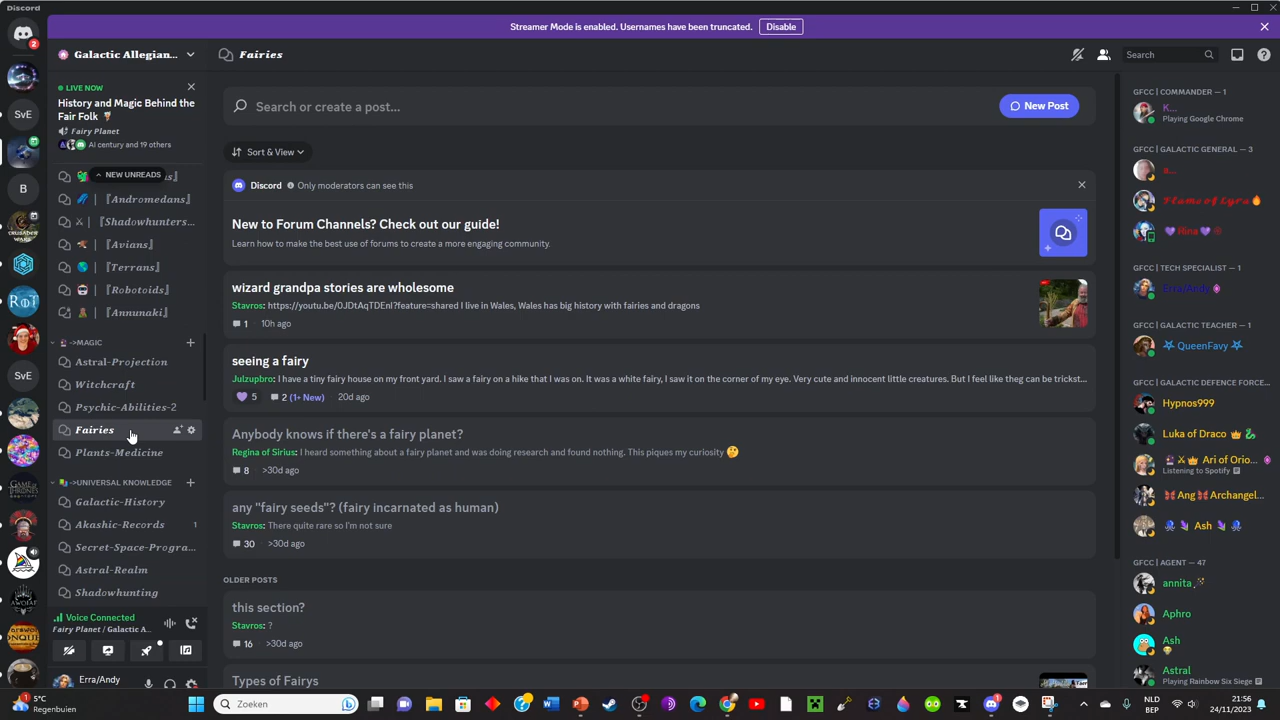 Discord
Streamer Mode is enabled. Usernames have been truncated.
Disable
2
Galactic Allegian...
LIVE NOW
History and Magic Behind the
Fair Folk
Fairy Planet
AI century and 19 others
NEW UNREADS
『Andromedans』
『Shadowhunters...
『Avians』
『Terrans』
『Robotoids』
『Annunaki』
->MAGIC
Astral-Projection
Witchcraft
Psychic-Abilities-2
Fairies
Plants-Medicine
->UNIVERSAL KNOWLEDGE
Galactic-History
Akashic-Records 1
Secret-Space-Progra...
Astral-Realm
Shadowhunting
Voice Connected
Fairy Planet / Galactic A...
Erra/Andy
SvE
B
SvE
Fairies
Search
Search or create a post...
New Post
Sort & View
Discord Only moderators can see this
New to Forum Channels? Check out our guide!
Learn how to make the best use of forums to create a more engaging community.
wizard grandpa stories are wholesome
Stavros: https://youtu.be/0JDtAqTDEnI?feature=shared I live in Wales, Wales has big history with fairies and dragons
1 10h ago
seeing a fairy
Julzupbro: I have a tiny fairy house on my front yard. I saw a fairy on a hike that I was on. It was a white fairy, I saw it on the corner of my eye. Very cute and innocent little creatures. But I feel like theg can be trickst...
💜 5 2 (1+ New) 20d ago
Anybody knows if there's a fairy planet?
Regina of Sirius: I heard something about a fairy planet and was doing research and found nothing. This piques my curiosity 🤔
8 >30d ago
any "fairy seeds"? (fairy incarnated as human)
Stavros: There quite rare so I'm not sure
30 >30d ago
OLDER POSTS
this section?
Stavros: ?
16 >30d ago
Types of Fairys
GFCC | COMMANDER — 1
K...
Playing Google Chrome
GFCC | GALACTIC GENERAL — 3
Flame of Lyra
Rina
GFCC | TECH SPECIALIST — 1
Erra/Andy
GFCC | GALACTIC TEACHER — 1
QueenFavy
GFCC | GALACTIC DEFENCE FORCE...
Hypnos999
Luka of Draco
Ari of Orio...
Listening to Spotify
Ang Archangel...
Ash
GFCC | AGENT — 47
annita
Aphro
Ash
Astral
Playing Rainbow Six Siege
5°C
Regenbuien
Zoeken
NLD
BEP
21:56
24/11/2023